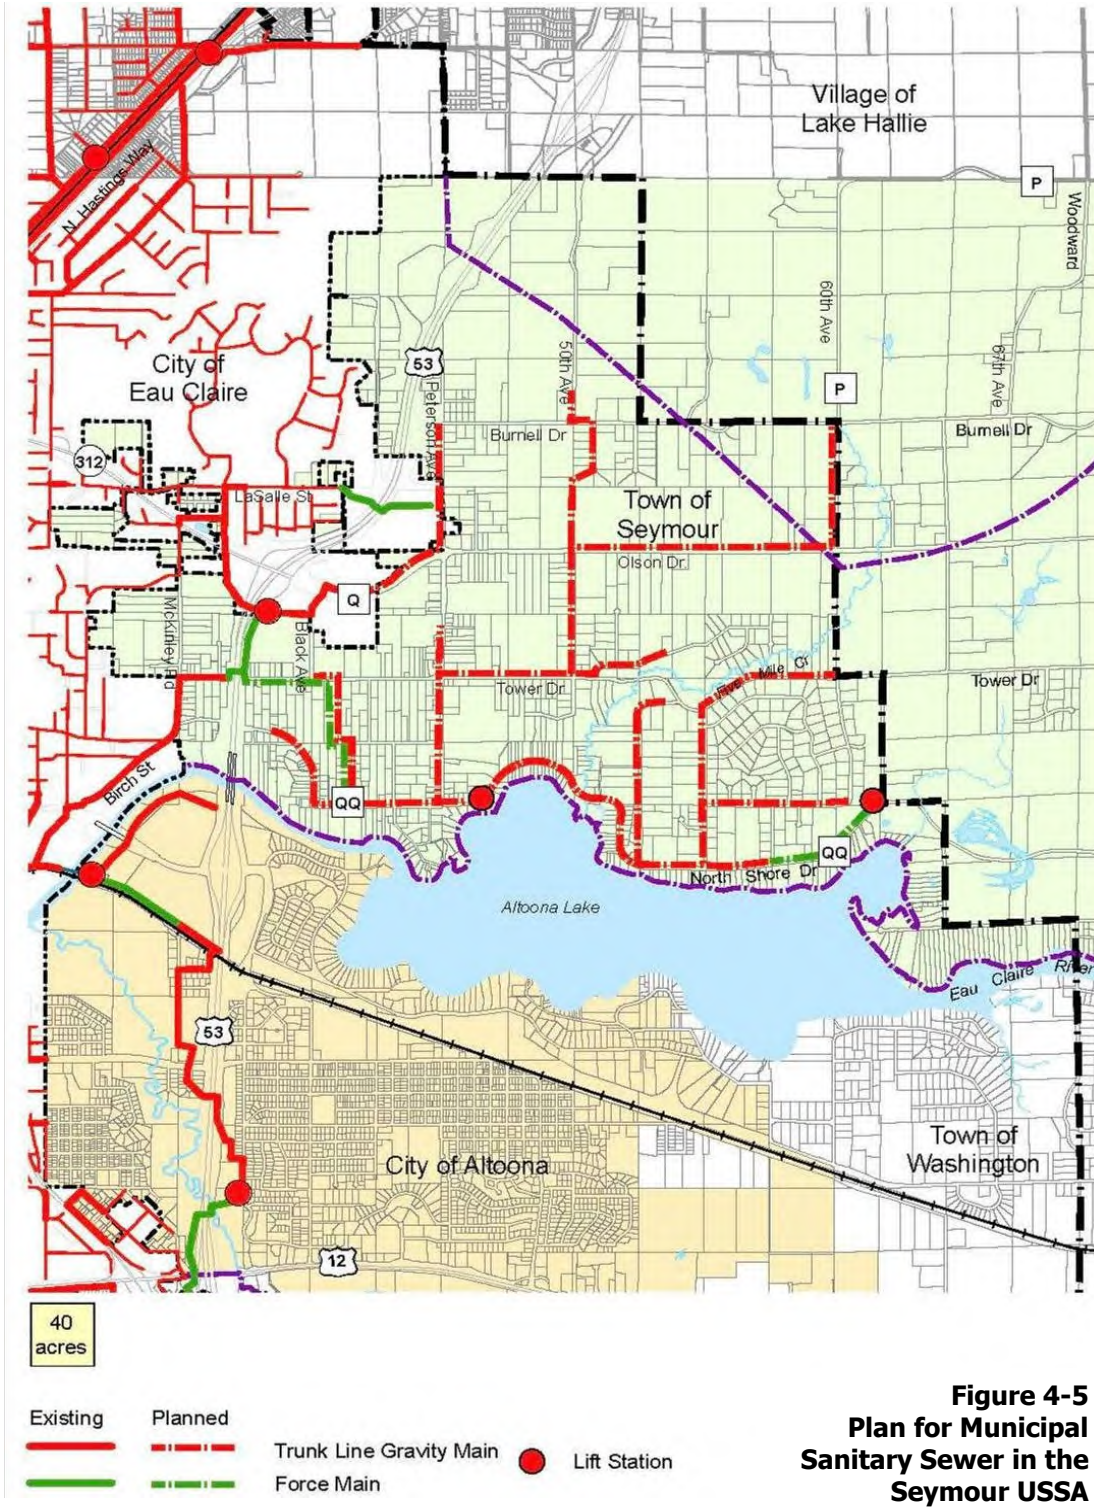 Village of
Lake Hallie
P
Woodward
N. Hastings Way
60th Ave
City of
Eau Claire
53
50th Ave
67th Ave
P
Peterson Ave
Burnell Dr
Burnell Dr
312
LaSalle St
Town of
Seymour
Olson Dr
Q
McKinley Rd
Black Ave
Five Mile Cr
Tower Dr
Tower Dr
Birch St
QQ
QQ
North Shore Dr
Altoona Lake
Eau Claire River
53
City of Altoona
Town of
Washington
12
40
acres
Existing
Planned
Trunk Line Gravity Main
Force Main
Lift Station
Figure 4-5
Plan for Municipal
Sanitary Sewer in the
Seymour USSA